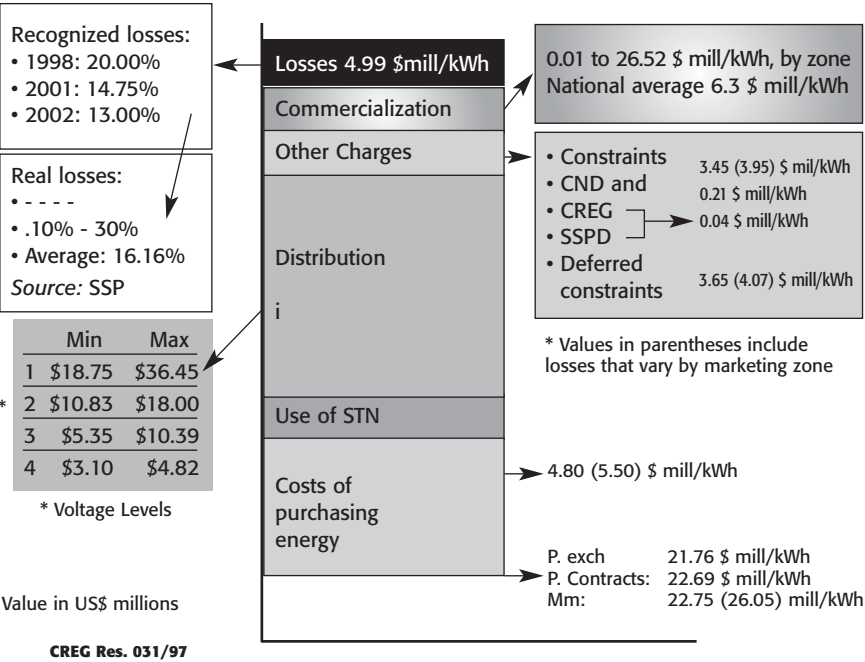 Recognized losses:
• 1998: 20.00%
• 2001: 14.75%
• 2002: 13.00%
Real losses:
• - - - -
• .10% - 30%
• Average: 16.16%
Source: SSP
Min Max
1 $18.75 $36.45
* 2 $10.83 $18.00
3 $5.35 $10.39
4 $3.10 $4.82
* Voltage Levels
Value in US$ millions
CREG Res. 031/97
Losses 4.99 $mill/kWh
Commercialization
Other Charges
Distribution
i
Use of STN
Costs of
purchasing
energy
0.01 to 26.52 $ mill/kWh, by zone
National average 6.3 $ mill/kWh
• Constraints 3.45 (3.95) $ mil/kWh
• CND and 0.21 $ mill/kWh
• CREG 0.04 $ mill/kWh
• SSPD
• Deferred
constraints 3.65 (4.07) $ mill/kWh
* Values in parentheses include
losses that vary by marketing zone
4.80 (5.50) $ mill/kWh
P. exch 21.76 $ mill/kWh
P. Contracts: 22.69 $ mill/kWh
Mm: 22.75 (26.05) mill/kWh